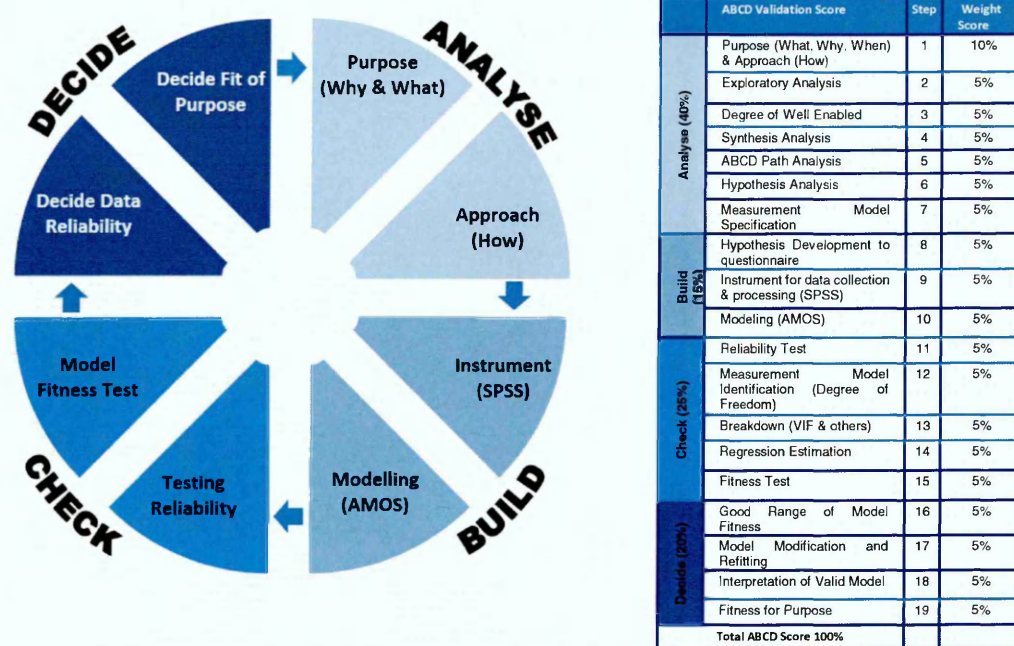 DECIDE
ANALYSE
Decide Fit of
Purpose
Purpose
(Why & What)
Decide Data
Reliability
Approach
(How)
Model
Fitness Test
Instrument
(SPSS)
Testing
Reliability
Modelling
(AMOS)
CHECK
BUILD
ABCD Validation Score Step Weight
Score
Analyse (40%)
Purpose (What, Why, When) 1 10%
& Approach (How)
Exploratory Analysis 2 5%
Degree of Well Enabled 3 5%
Synthesis Analysis 4 5%
ABCD Path Analysis 5 5%
Hypothesis Analysis 6 5%
Measurement Model 7 5%
Specification
Build
(15%)
Hypothesis Development to 8 5%
questionnaire
Instrument for data collection 9 5%
& processing (SPSS)
Modeling (AMOS) 10 5%
Check (25%)
Reliability Test 11 5%
Measurement Model 12 5%
Identification (Degree of
Freedom)
Breakdown (VIF & others) 13 5%
Regression Estimation 14 5%
Fitness Test 15 5%
Decide (20%)
Good Range of Model 16 5%
Fitness
Model Modification and 17 5%
Refitting
Interpretation of Valid Model 18 5%
Fitness for Purpose 19 5%
Total ABCD Score 100%